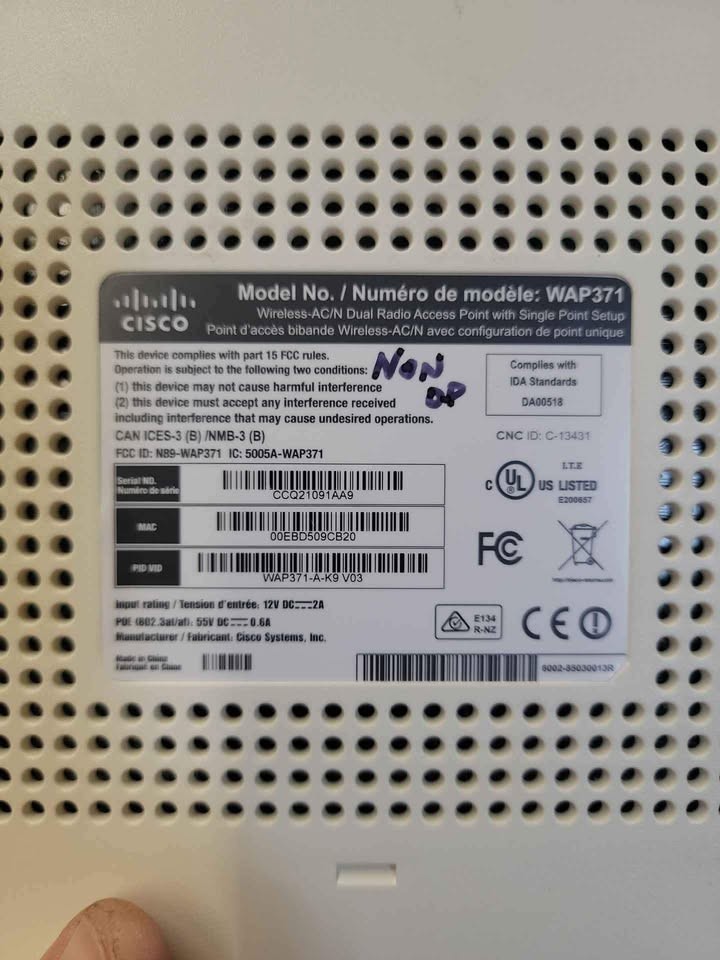 CISCO
Model No. / Numéro de modèle: WAP371
Wireless-AC/N Dual Radio Access Point with Single Point Setup
Point d'accès bibande Wireless-AC/N avec configuration de point unique
This device complies with part 15 FCC rules.
Operation is subject to the following two conditions:
(1) this device may not cause harmful interference
(2) this device must accept any interference received
including interference that may cause undesired operations.
NON
OP
CAN ICES-3 (B) /NMB-3 (B)
FCC ID: N89-WAP371 IC: 5005A-WAP371
Complies with
IDA Standards
DA00518
CNC ID: C-13431
Serial NO.
Numéro de série
CCQ21091AA9
MAC
00EBD509CB20
PID VID
WAP371-A-K9 V03
C UL US LISTED
I.T.E
E200657
FC
Input rating / Tension d'entrée: 12V DC 2A
POE (802.3at/af): 55V DC 0.6A
Manufacturer / Fabricant: Cisco Systems, Inc.
E134
R-NZ
CE
Made in China
Fabriqué en Chine
8002-85030013R